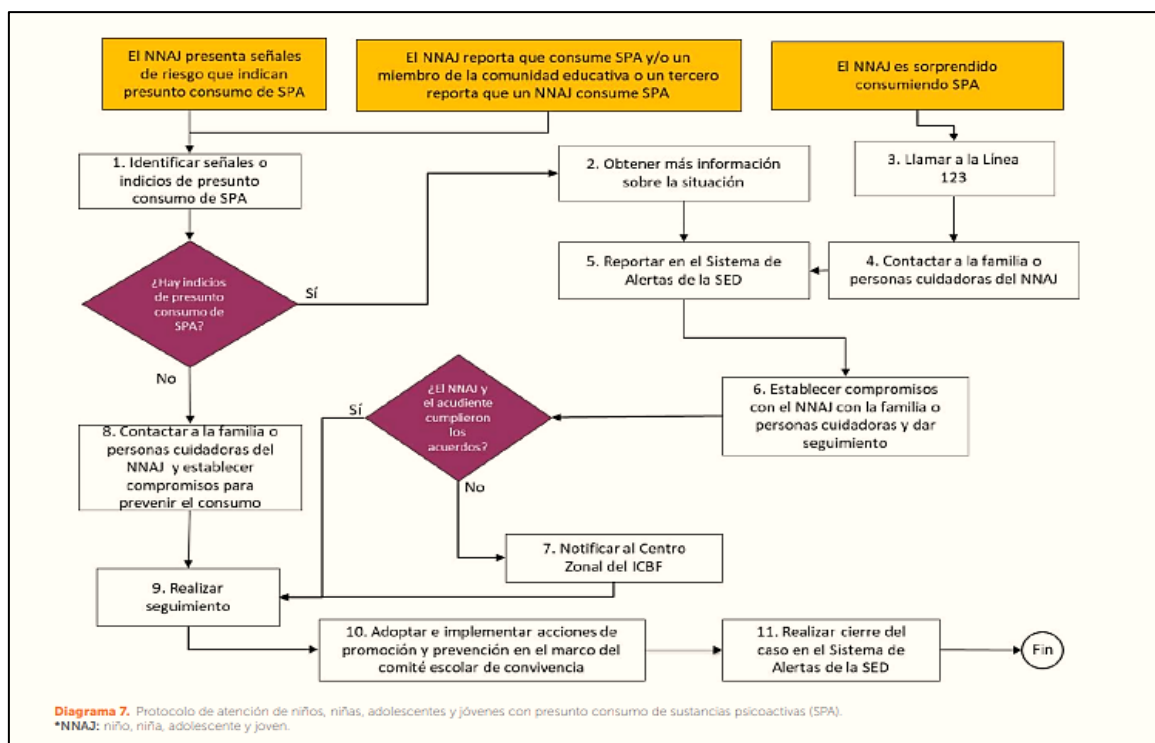 El NNAJ presenta señales
de riesgo que indican
presunto consumo de SPA
El NNAJ reporta que consume SPA y/o un
miembro de la comunidad educativa o un tercero
reporta que un NNAJ consume SPA
El NNAJ es sorprendido
consumiendo SPA
1. Identificar señales o
indicios de presunto
consumo de SPA
2. Obtener más información
sobre la situación
3. Llamar a la Línea
123
¿Hay indicios
de presunto
consumo de
SPA?
Sí
No
5. Reportar en el Sistema de
Alertas de la SED
4. Contactar a la familia o
personas cuidadoras del NNAJ
¿El NNAJ y
el acudiente
cumplieron
los
acuerdos?
Sí
No
6. Establecer compromisos
con el NNAJ con la familia o
personas cuidadoras y dar
seguimiento
8. Contactar a la familia o
personas cuidadoras del
NNAJ y establecer
compromisos para
prevenir el consumo
7. Notificar al Centro
Zonal del ICBF
9. Realizar
seguimiento
10. Adoptar e implementar acciones de
promoción y prevención en el marco del
comité escolar de convivencia
11. Realizar cierre del
caso en el Sistema de
Alertas de la SED
Fin
Diagrama 7. Protocolo de atención de niños, niñas, adolescentes y jóvenes con presunto consumo de sustancias psicoactivas (SPA).
*NNAJ: niño, niña, adolescente y joven.